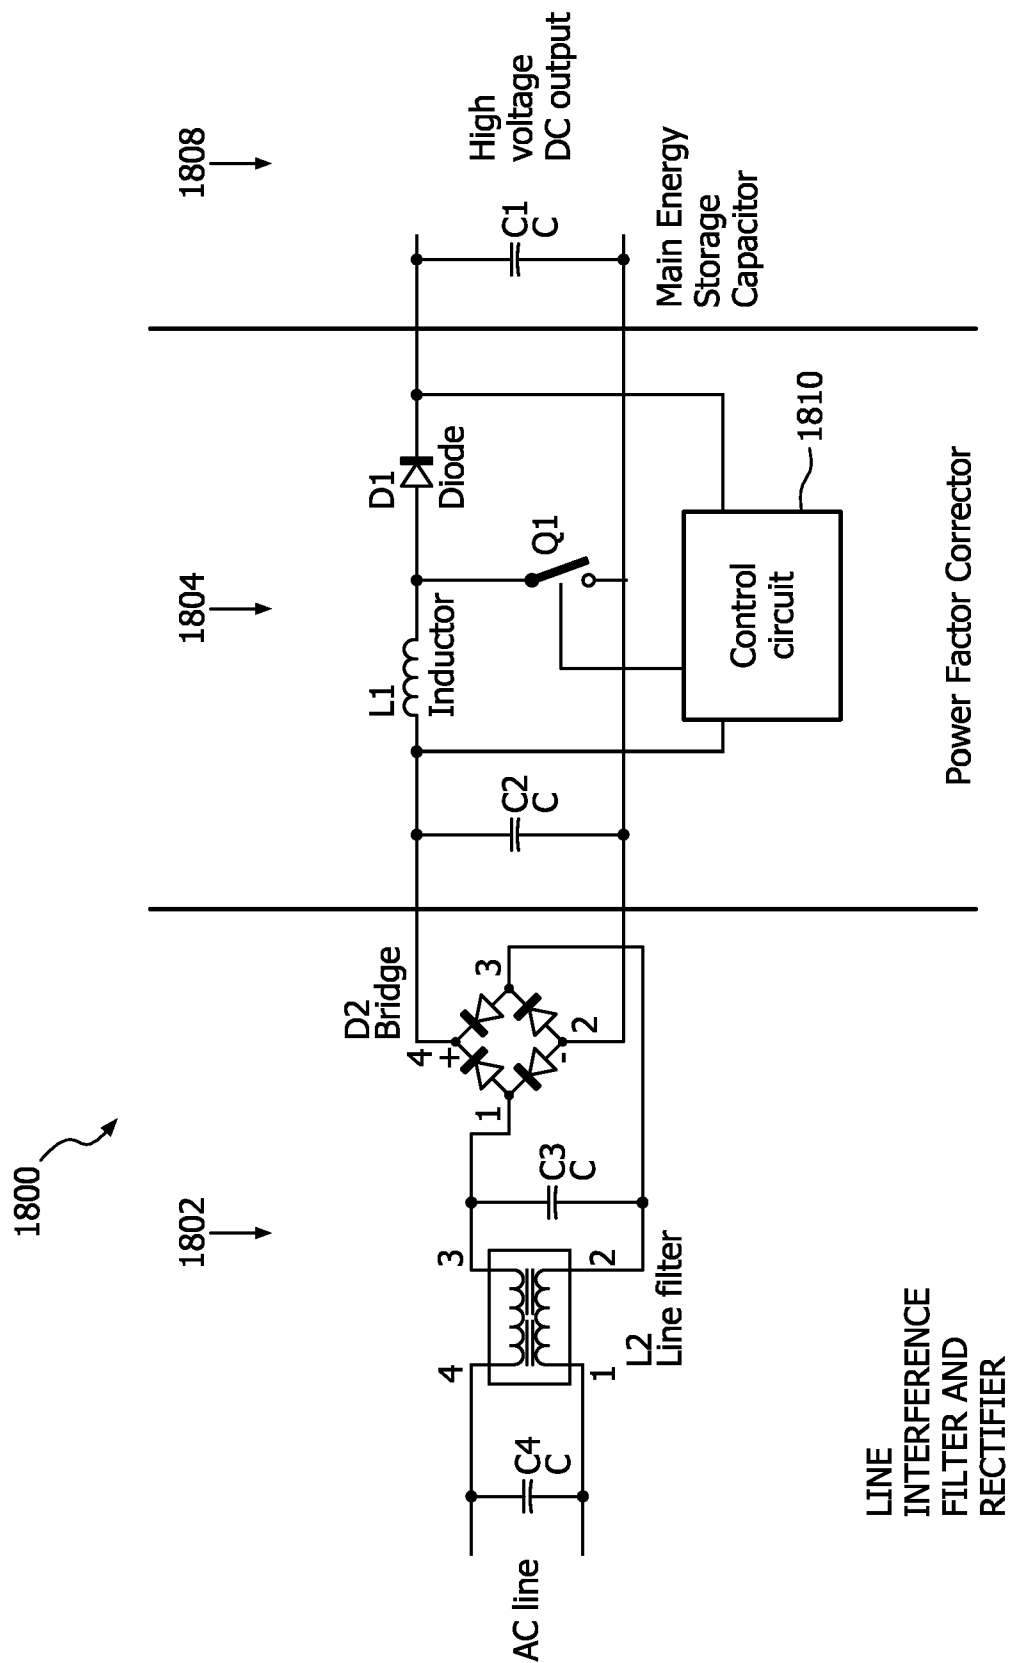 1800
1802
1804
1808
AC line
C4
C
4
3
1
2
L2
Line filter
C3
C
D2
Bridge
4
+
1
3
-
2
C2
C
L1
Inductor
D1
Diode
Q1
Control
circuit
1810
C1
C
High
voltage
DC output
Main Energy
Storage
Capacitor
LINE
INTERFERENCE
FILTER AND
RECTIFIER
Power Factor Corrector